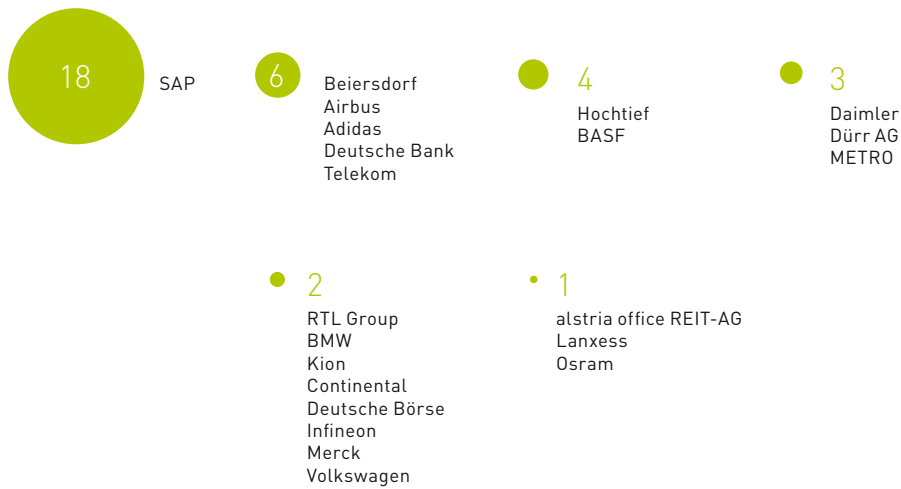 18
SAP
6
Beiersdorf
Airbus
Adidas
Deutsche Bank
Telekom
4
Hochtief
BASF
3
Daimler
Dürr AG
METRO
2
RTL Group
BMW
Kion
Continental
Deutsche Börse
Infineon
Merck
Volkswagen
1
alstria office REIT-AG
Lanxess
Osram